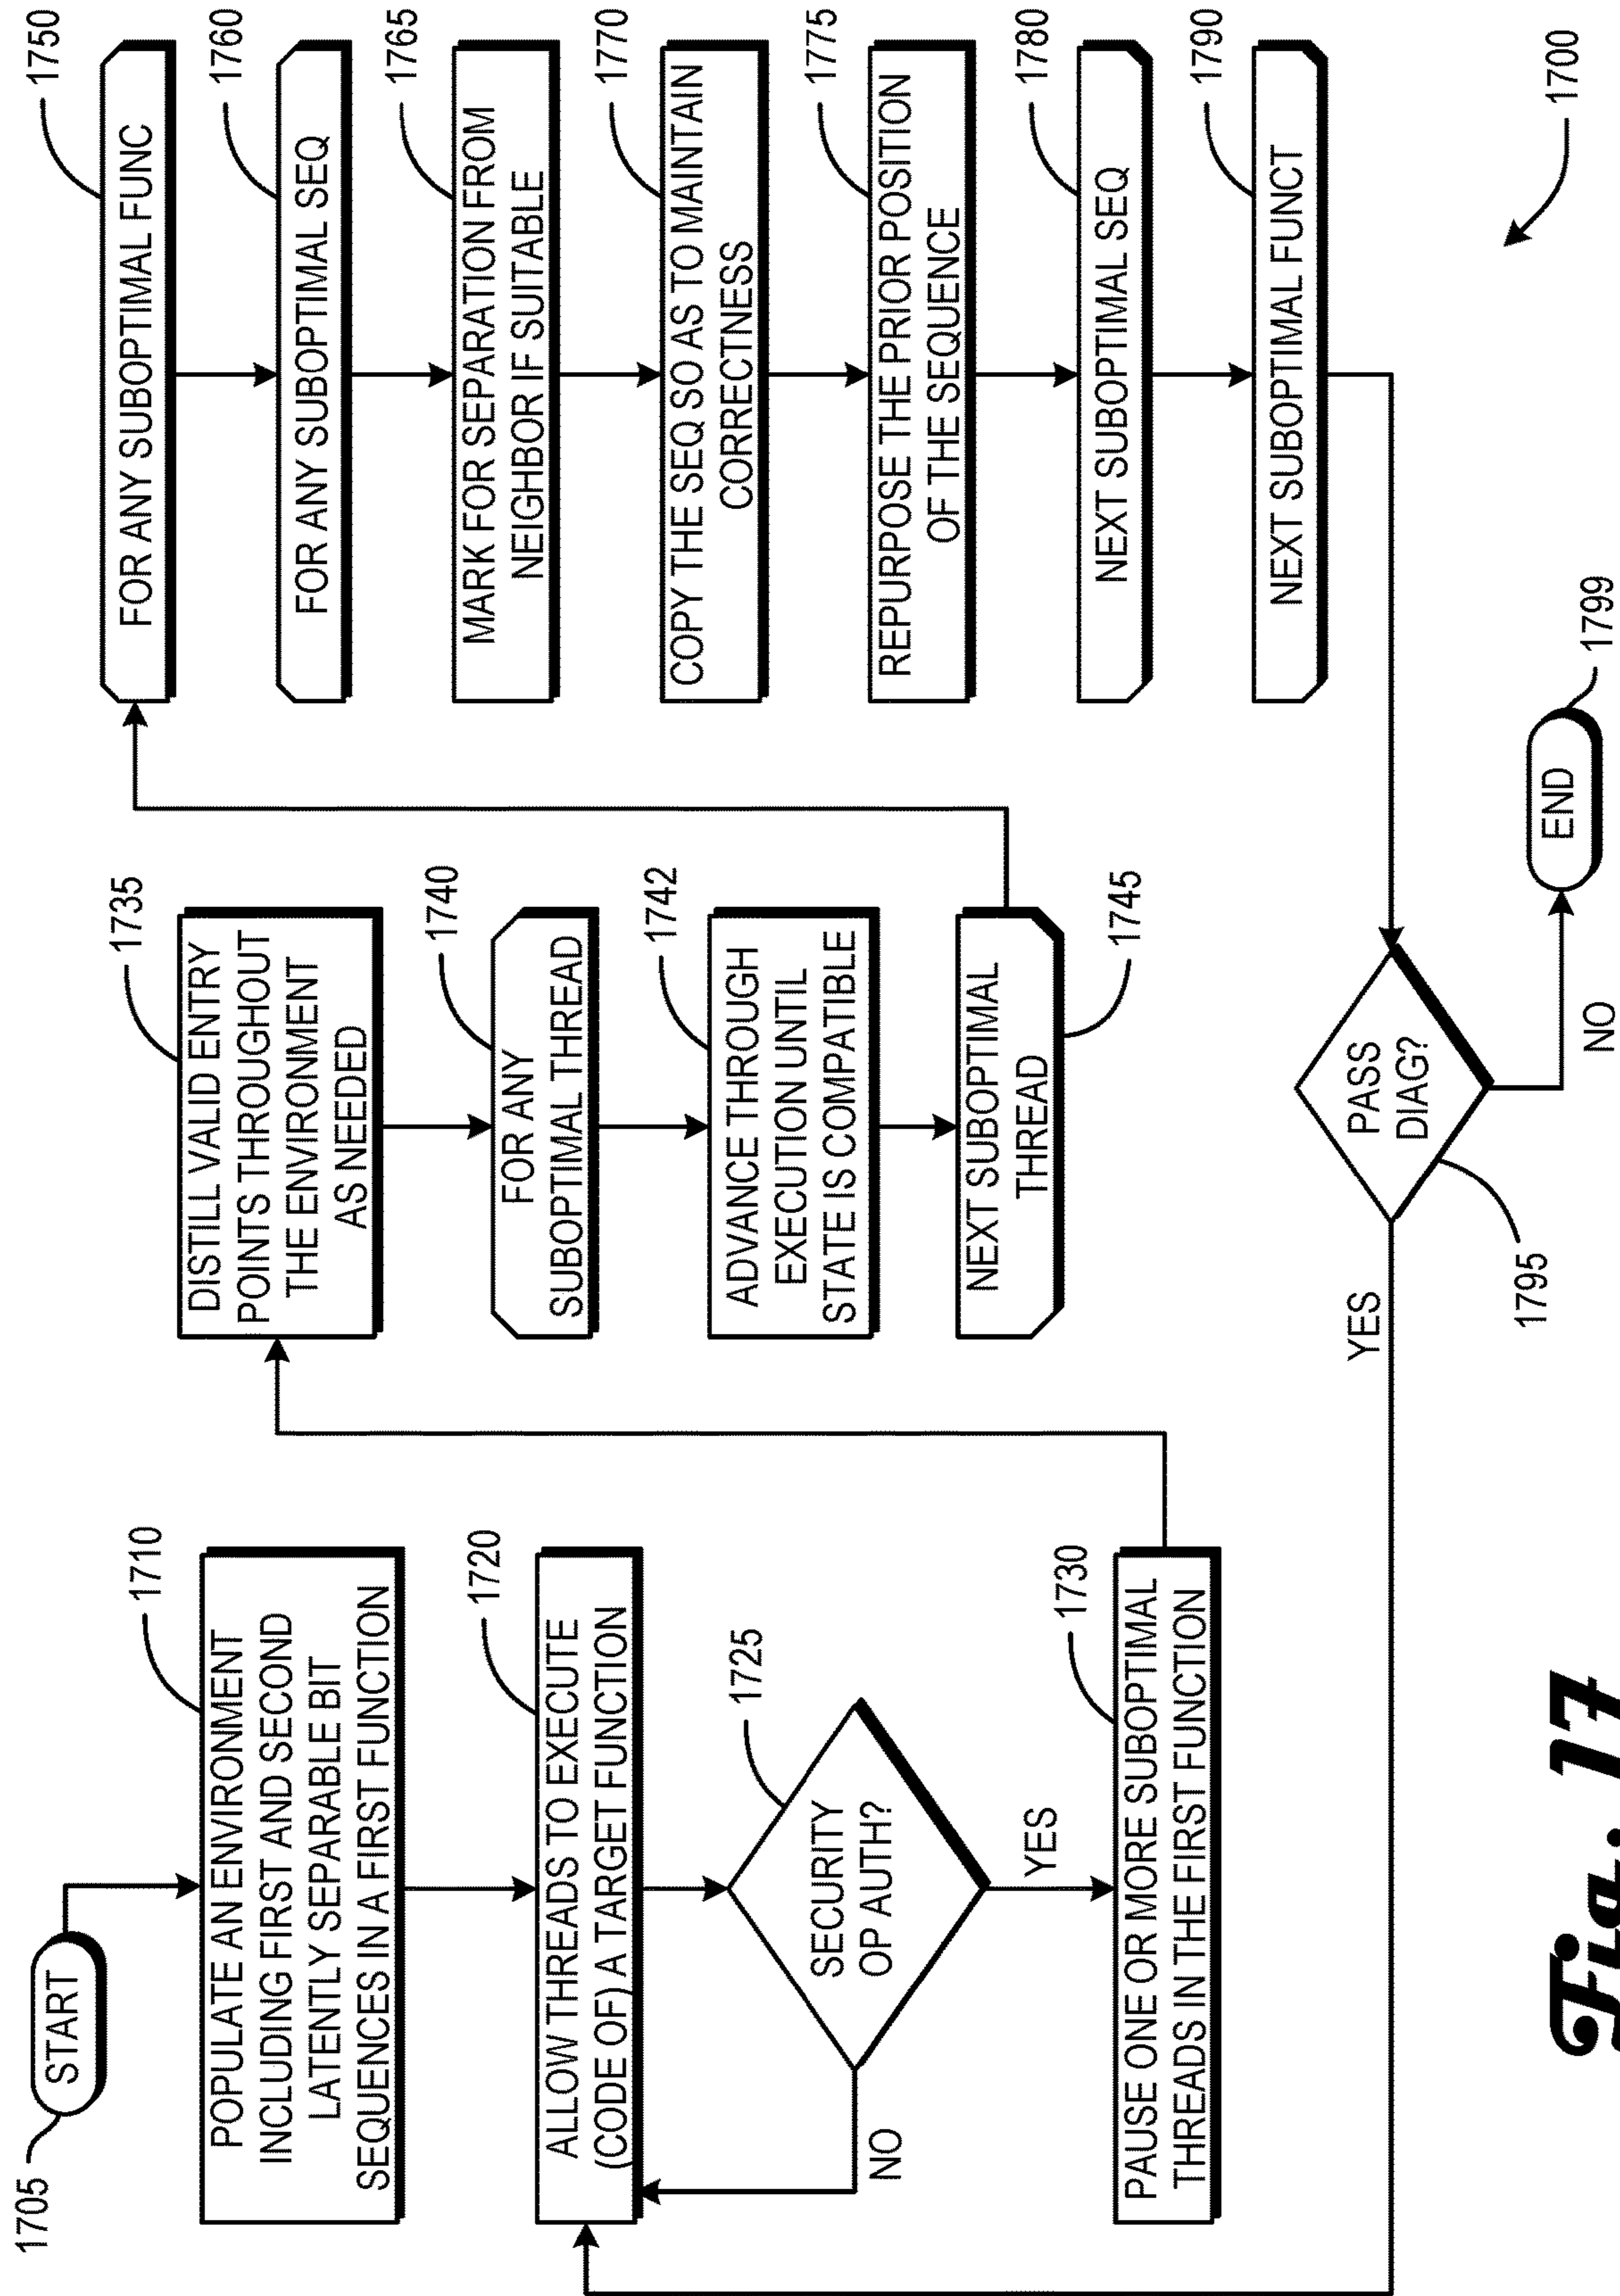 START
1705
POPULATE AN ENVIRONMENT
INCLUDING FIRST AND SECOND
LATENTLY SEPARABLE BIT
SEQUENCES IN A FIRST FUNCTION
1710
ALLOW THREADS TO EXECUTE
(CODE OF) A TARGET FUNCTION
1720
SECURITY
OP AUTH?
1725
NO
YES
PAUSE ONE OR MORE SUBOPTIMAL
THREADS IN THE FIRST FUNCTION
1730
DISTILL VALID ENTRY
POINTS THROUGHOUT
THE ENVIRONMENT
AS NEEDED
1735
FOR ANY
SUBOPTIMAL THREAD
1740
ADVANCE THROUGH
EXECUTION UNTIL
STATE IS COMPATIBLE
1742
NEXT SUBOPTIMAL
THREAD
1745
FOR ANY SUBOPTIMAL FUNC
1750
FOR ANY SUBOPTIMAL SEQ
1760
MARK FOR SEPARATION FROM
NEIGHBOR IF SUITABLE
1765
COPY THE SEQ SO AS TO MAINTAIN
CORRECTNESS
1770
REPURPOSE THE PRIOR POSITION
OF THE SEQUENCE
1775
NEXT SUBOPTIMAL SEQ
1780
NEXT SUBOPTIMAL FUNCT
1790
PASS
DIAG?
1795
YES
NO
END
1799
1700
Fig. 17